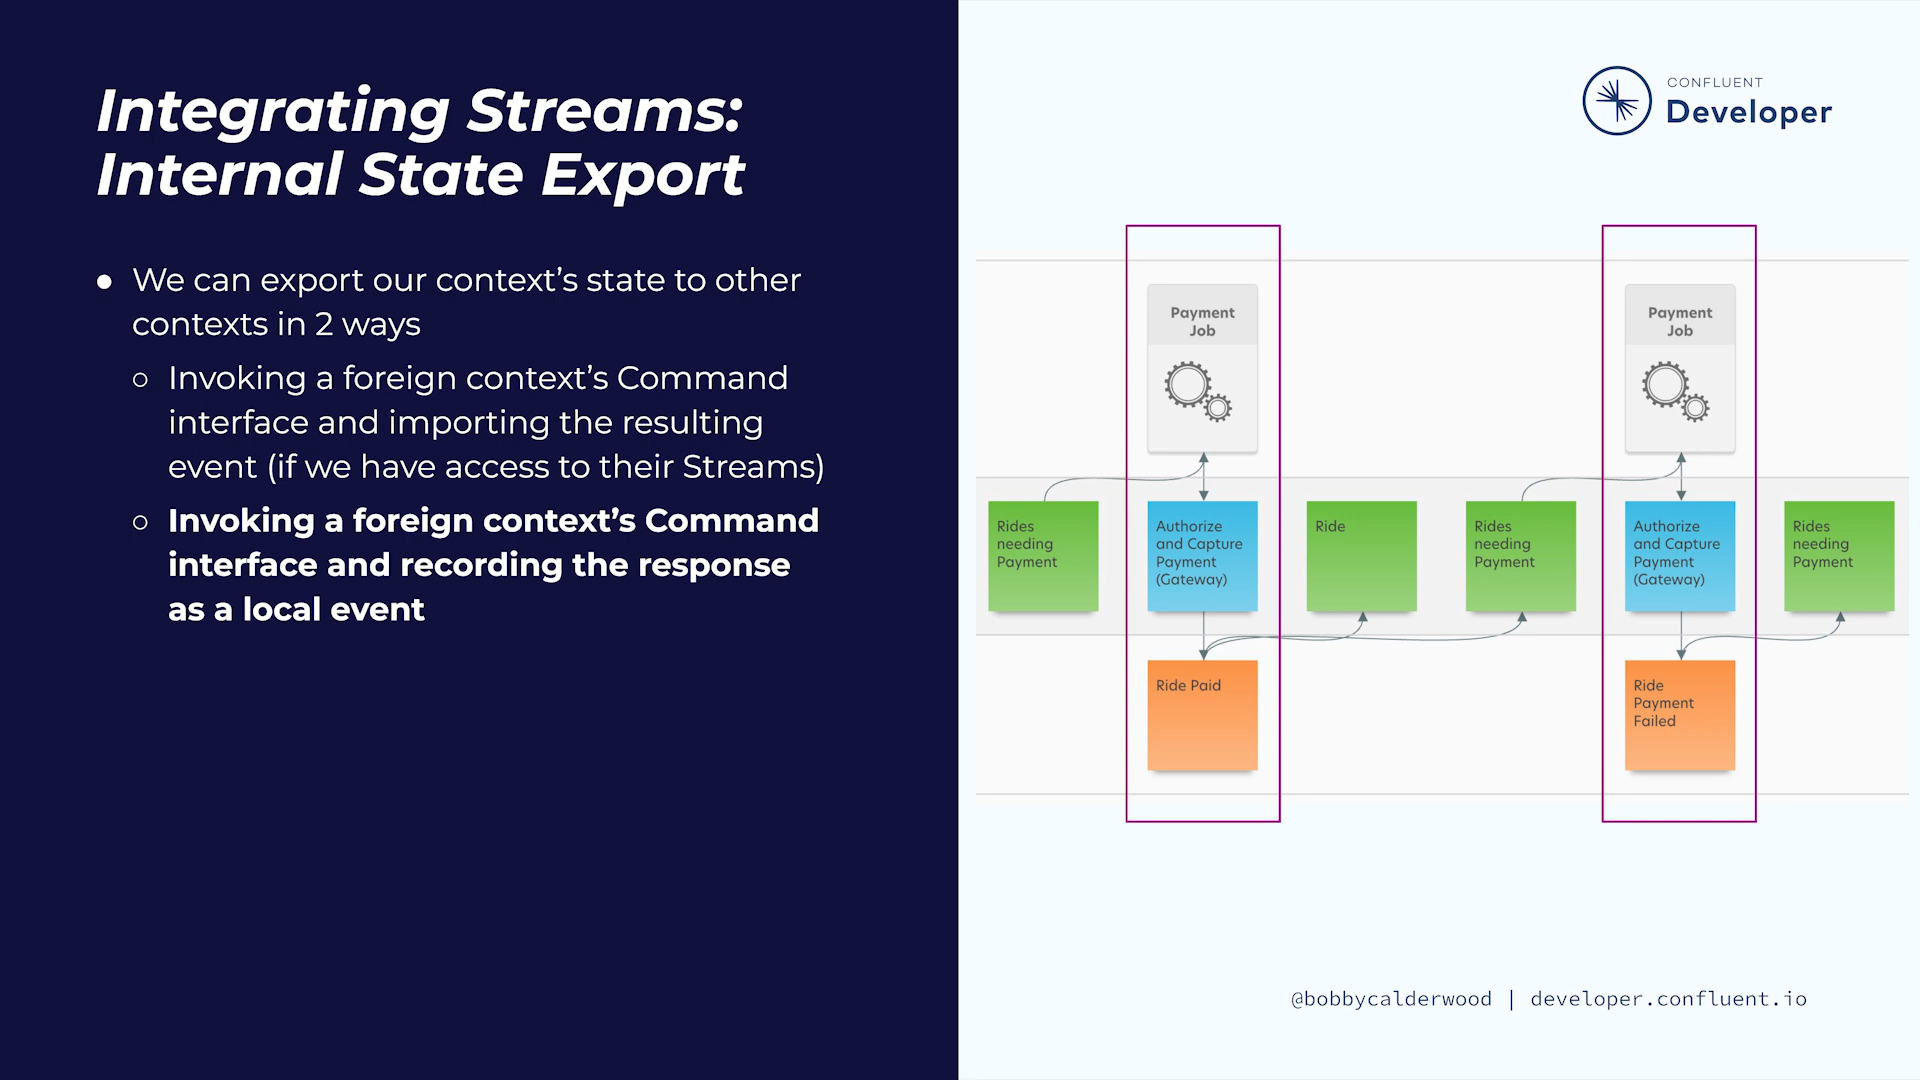 Integrating Streams:
Internal State Export
● We can export our context’s state to other
contexts in 2 ways
○ Invoking a foreign context’s Command
interface and importing the resulting
event (if we have access to their Streams)
○ Invoking a foreign context’s Command
interface and recording the response
as a local event
CONFLUENT
Developer
Payment
Job
Payment
Job
Rides
needing
Payment
Authorize
and Capture
Payment
(Gateway)
Ride
Rides
needing
Payment
Authorize
and Capture
Payment
(Gateway)
Rides
needing
Payment
Ride Paid
Ride
Payment
Failed
@bobbycalderwood | developer.confluent.io